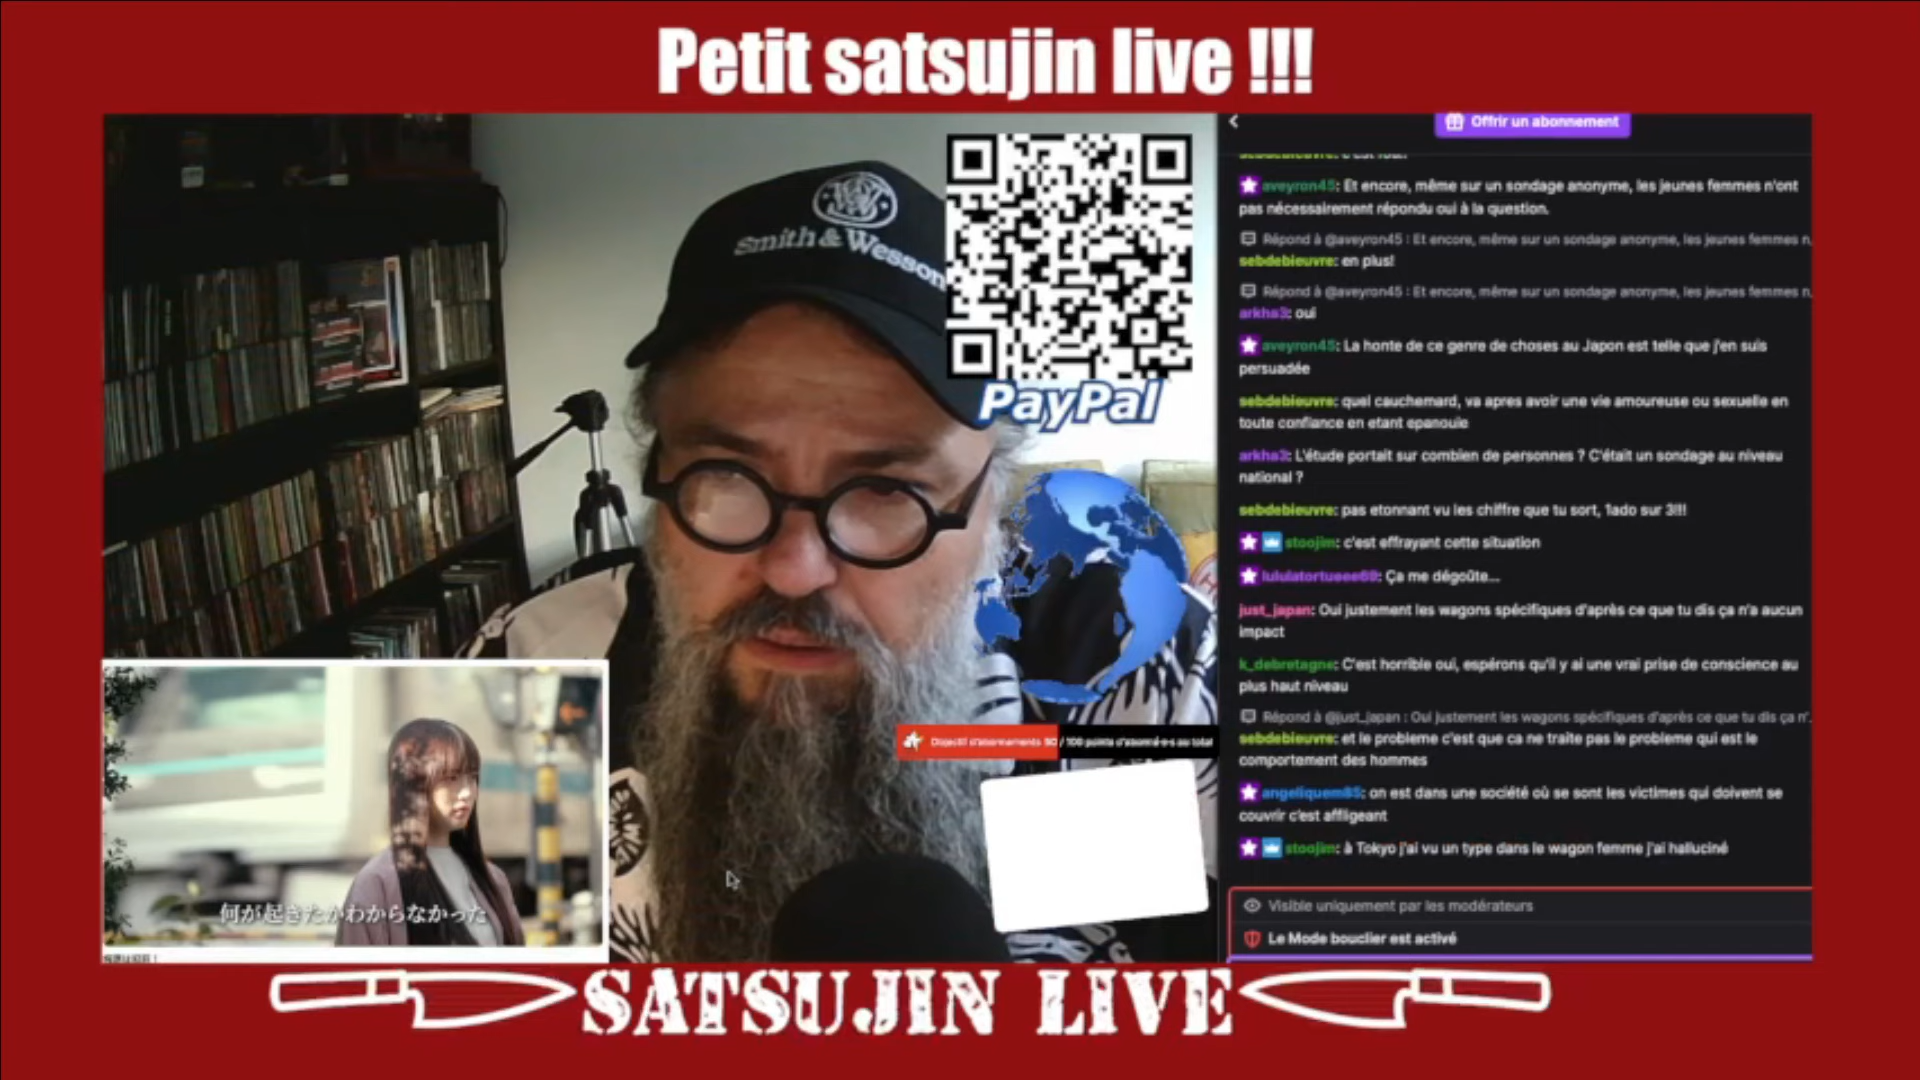 Petit satsujin live !!!
Offrir un abonnement
Smith & Wesson
PayPal
aveyron45: Et encore, même sur un sondage anonyme, les jeunes femmes n'ont
pas nécessairement répondu oui à la question.
Répond à @aveyron45 : Et encore, même sur un sondage anonyme, les jeunes femmes n.
sebdebieuvre: en plus!
Répond à @aveyron45 : Et encore, même sur un sondage anonyme, les jeunes femmes n.
arkha3: oui
aveyron45: La honte de ce genre de choses au Japon est telle que j'en suis
persuadée
sebdebieuvre: quel cauchemard, va apres avoir une vie amoureuse ou sexuelle en
toute confiance en etant epanouie
arkha3: L'étude portait sur combien de personnes ? C'était un sondage au niveau
national ?
sebdebieuvre: pas etonnant vu les chiffre que tu sort, 1ado sur 3!!!
stoojim: c'est effrayant cette situation
lululatortueee69: Ça me dégoûte...
just_japan: Oui justement les wagons spécifiques d'après ce que tu dis ça n'a aucun
impact
k_debretagne: C'est horrible oui, espérons qu'il y ai une vrai prise de conscience au
plus haut niveau
Répond à @just_japan : Oui justement les wagons spécifiques d'après ce que tu dis ça n'.
sebdebieuvre: et le probleme c'est que ca ne traite pas le probleme qui est le
comportement des hommes
angeliquem85: on est dans une société où se sont les victimes qui doivent se
couvrir c'est affligeant
stoojim: à Tokyo j'ai vu un type dans le wagon femme j'ai halluciné
Visible uniquement par les modérateurs
Le Mode bouclier est activé
Objectif d'abonnements 90 / 100 points d'abonné·e·s au total
何が起きたかわからなかった
SATSUJIN LIVE